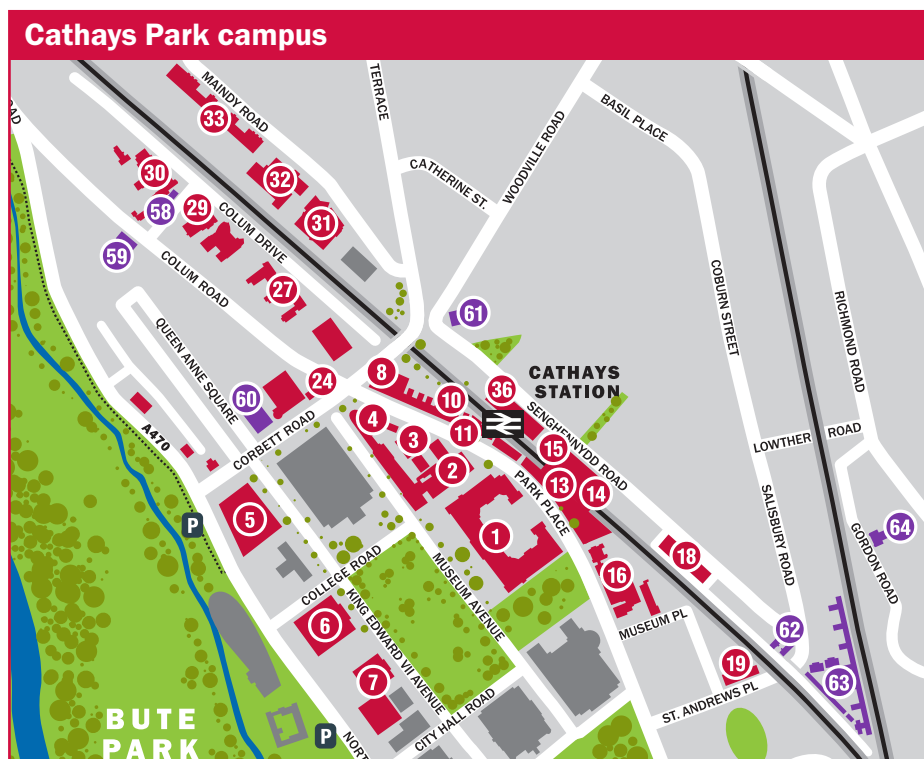 Cathays Park campus
MAINDY ROAD
TERRACE
BASIL PLACE
WOODVILLE ROAD
CATHERINE ST.
33
32
31
30
58
29
59
COLUM DRIVE
COLUM ROAD
27
QUEEN ANNE SQUARE
61
COBURN STREET
RICHMOND ROAD
CATHAYS
STATION
24
8
36
10
60
4
11
3
2
15
SENGHENNYDD ROAD
LOWTHER ROAD
A470
CORBETT ROAD
13
14
PARK PLACE
SALISBURY ROAD
P
5
1
64
GORDON ROAD
18
16
COLLEGE ROAD
MUSEUM AVENUE
KING EDWARD VII AVENUE
6
MUSEUM PL
62
19
63
7
ST. ANDREWS PL
CITY HALL ROAD
BUTE
PARK
P
NORT